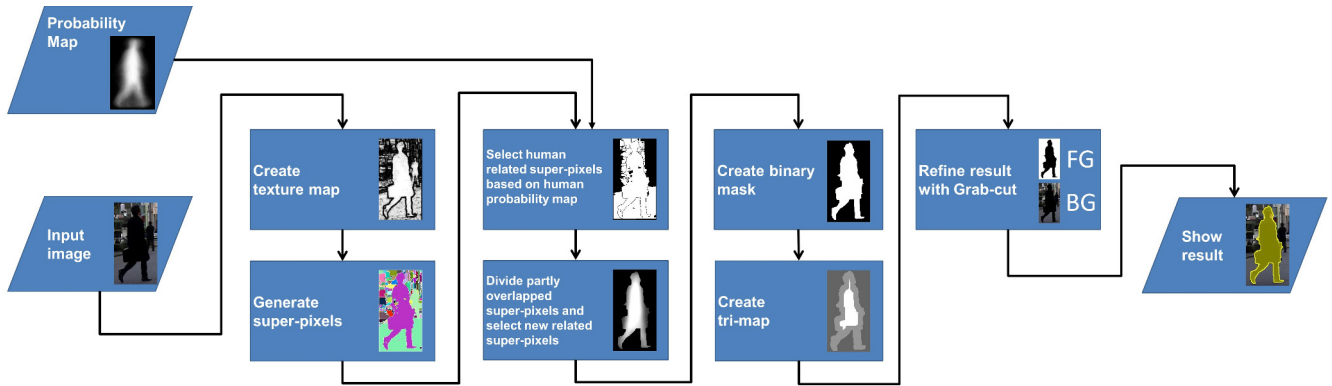 Probability
Map
Input
image
Create
texture map
Generate
super-pixels
Select human
related super-pixels
based on human
probability map
Divide partly
overlapped
super-pixels and
select new related
super-pixels
Create binary
mask
Create
tri-map
Refine result
with Grab-cut
FG
BG
Show
result